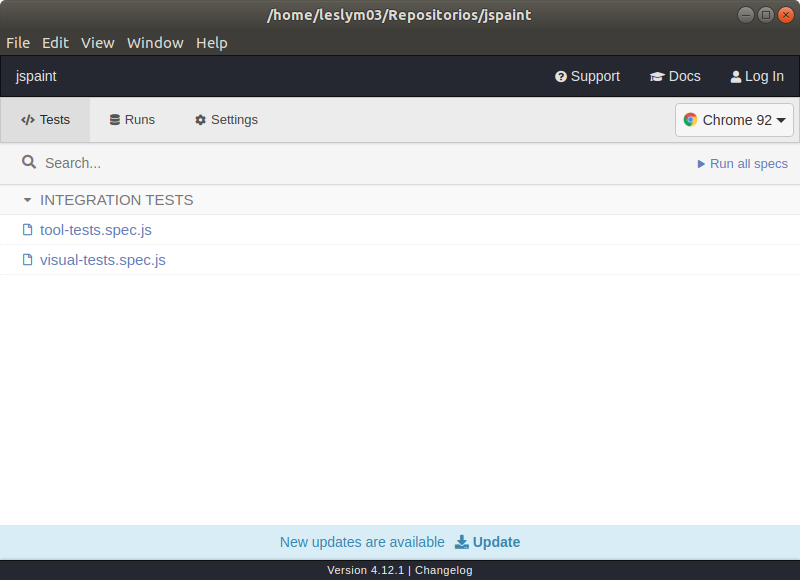 /home/leslym03/Repositorios/jspaint
File Edit View Window Help
jspaint Support Docs Log In
Tests Runs Settings Chrome 92
Search... Run all specs
INTEGRATION TESTS
tool-tests.spec.js
visual-tests.spec.js
New updates are available Update
Version 4.12.1 | Changelog